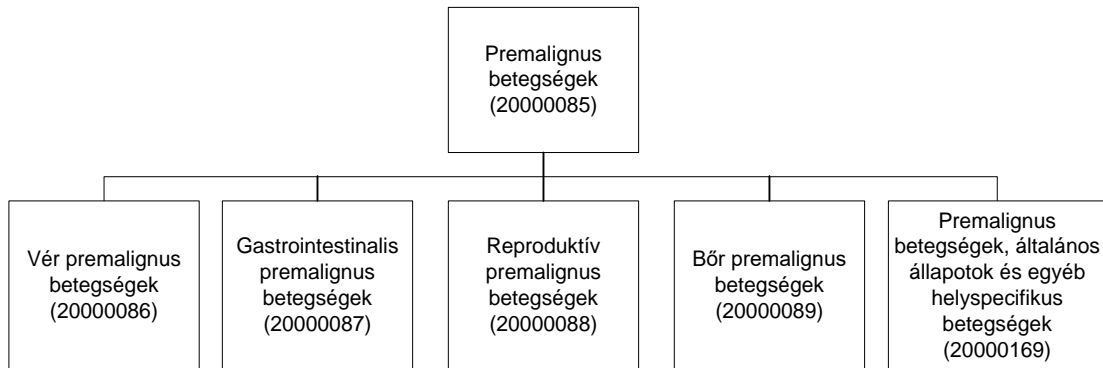 Premalignus
betegségek
(20000085)
Vér premalignus
betegségek
(20000086)
Gastrointestinalis
premalignus
betegségek
(20000087)
Reproduktív
premalignus
betegségek
(20000088)
Bőr premalignus
betegségek
(20000089)
Premalignus
betegségek, általános
állapotok és egyéb
helyspecifikus
betegségek
(20000169)